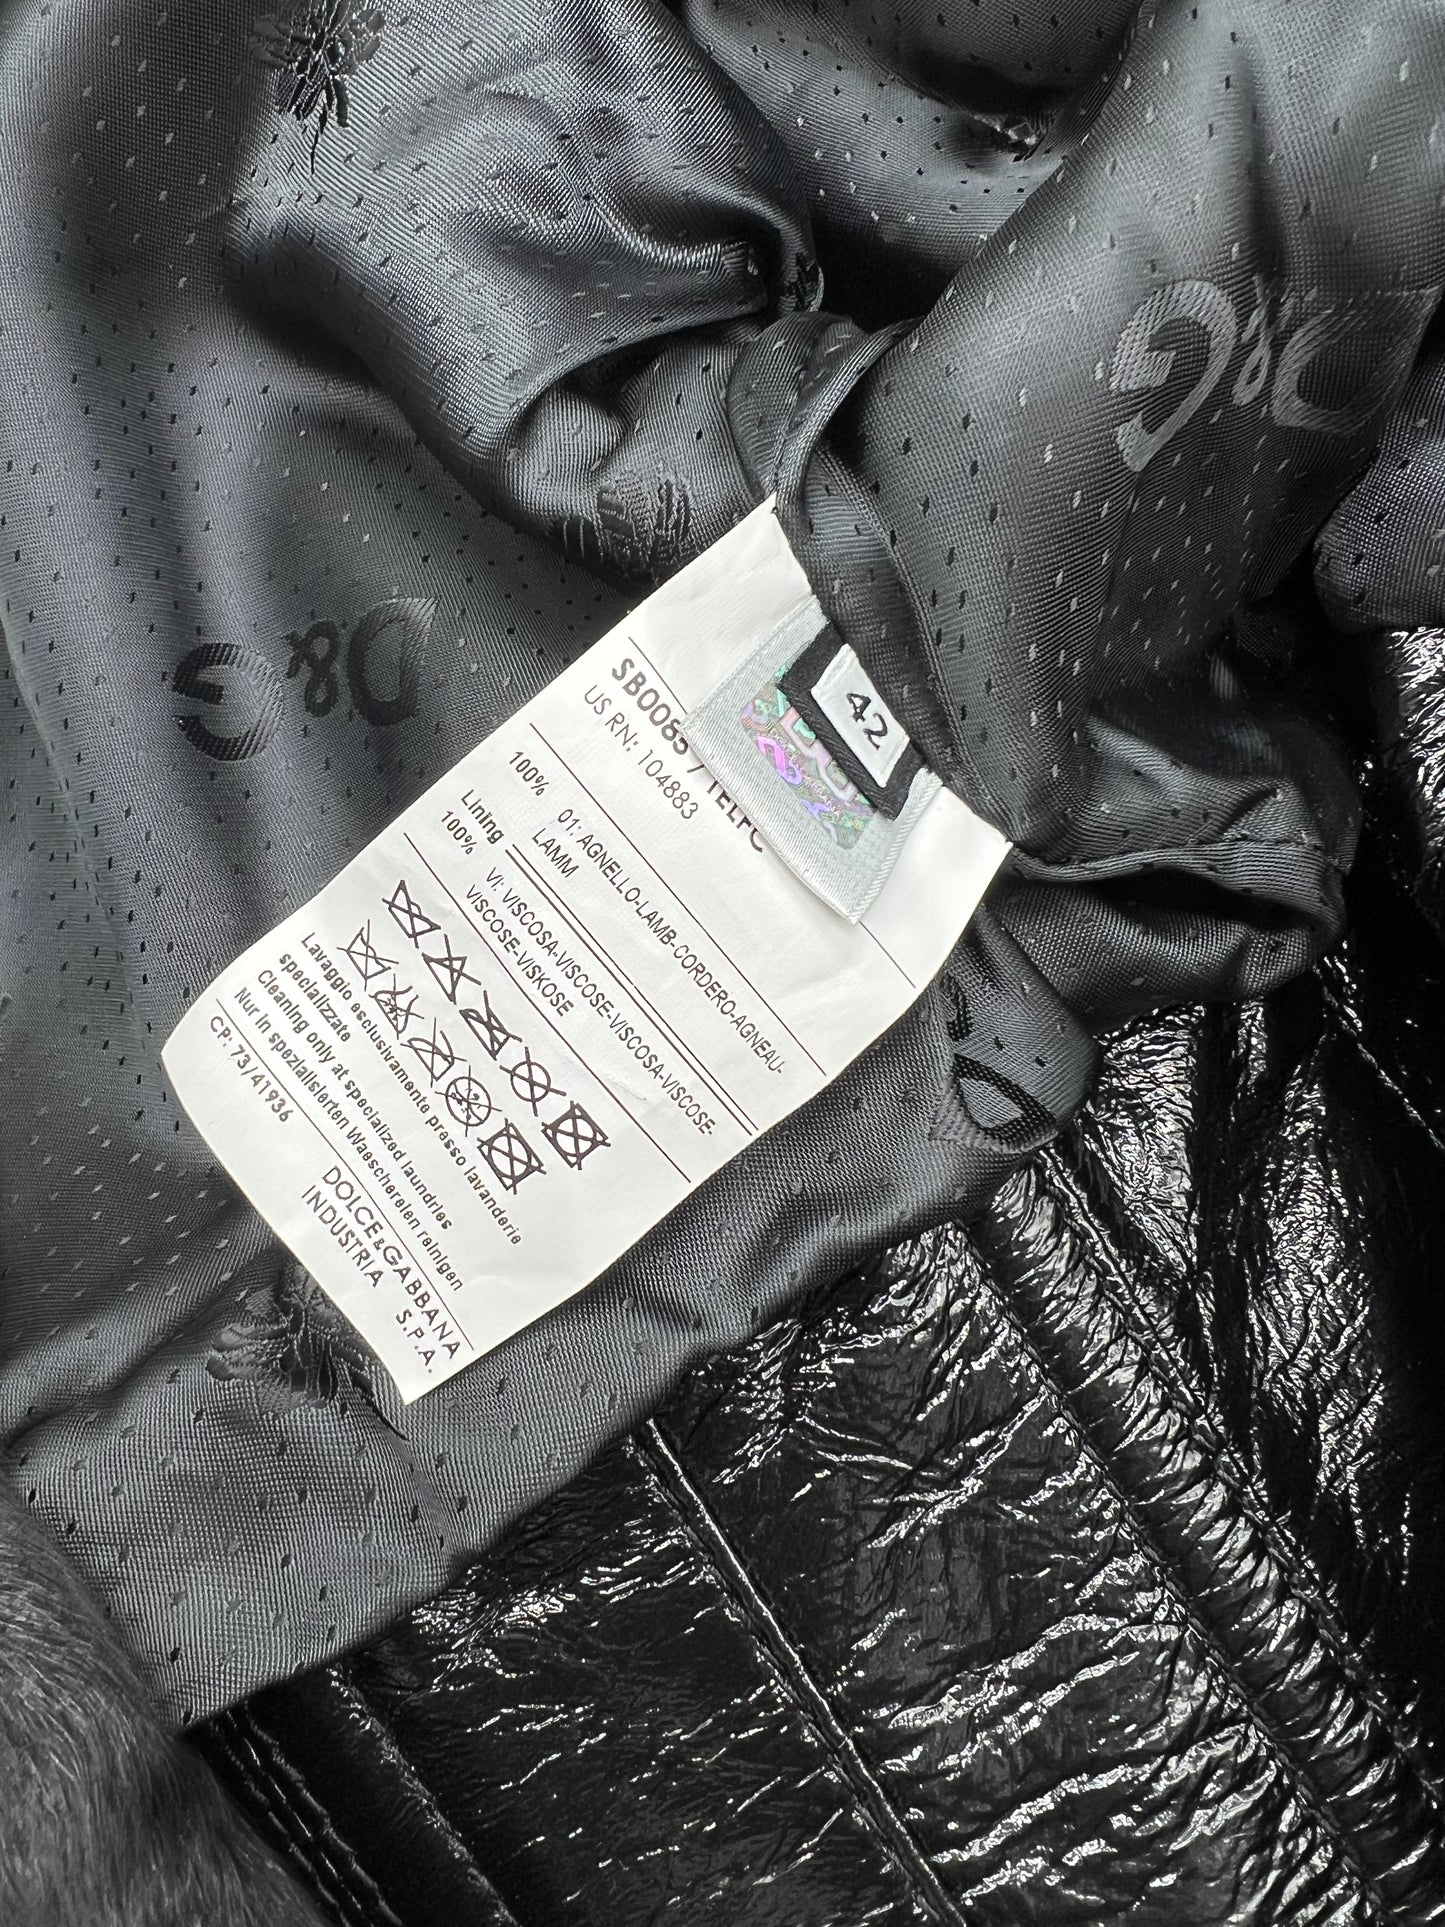 42
US RN: 104883
100%
01: AGNELLO-LAMB-CORDERO-AGNEAU-
LAMM
Lining
100%
VI: VISCOSA-VISCOSE-VISCOSA-VISCOSE-
VISCOSE-VISKOSE
Lavaggio esclusivamente presso lavanderie
specializzate
Cleaning only at specialized laundries
Nur in spezialisierten Waeschereien reinigen
CP: 73/41936
DOLCE&GABBANA
INDUSTRIA S.P.A.
D&G
D&G